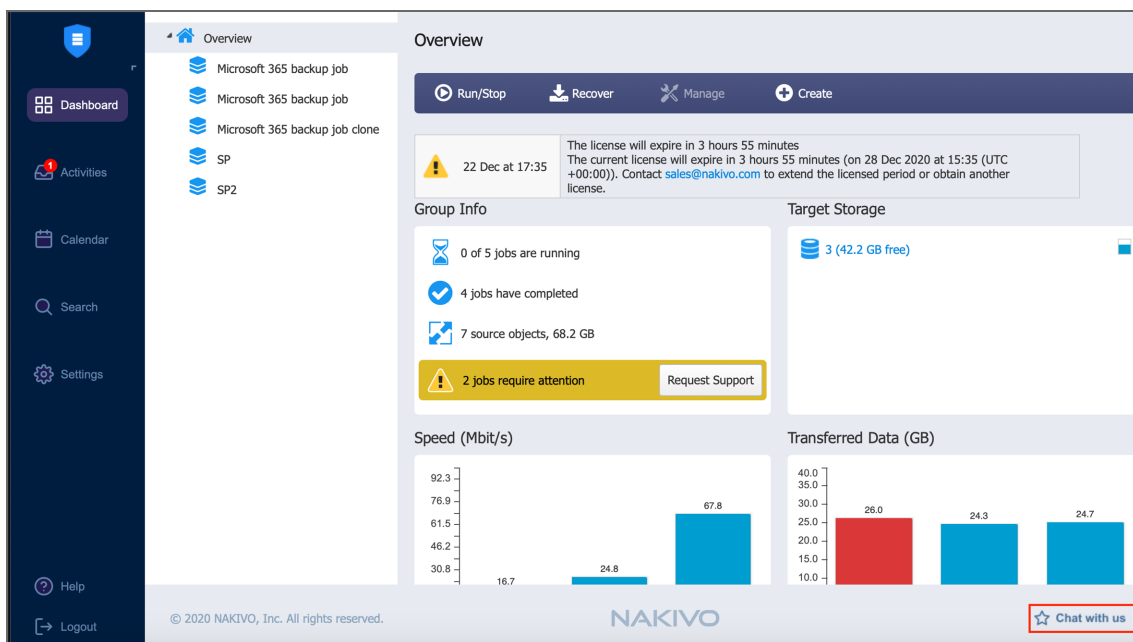 Overview
Microsoft 365 backup job
Microsoft 365 backup job
Microsoft 365 backup job clone
SP
SP2
Dashboard
1
Activities
Calendar
Search
Settings
Help
Logout
Overview
Run/Stop
Recover
Manage
Create
22 Dec at 17:35
The license will expire in 3 hours 55 minutes
The current license will expire in 3 hours 55 minutes (on 28 Dec 2020 at 15:35 (UTC
+00:00)). Contact sales@nakivo.com to extend the licensed period or obtain another
license.
Group Info
0 of 5 jobs are running
4 jobs have completed
7 source objects, 68.2 GB
2 jobs require attention
Request Support
Target Storage
3 (42.2 GB free)
Speed (Mbit/s)
92.3
76.9
61.5
46.2
30.8
16.7
24.8
67.8
Transferred Data (GB)
40.0
35.0
30.0
25.0
20.0
15.0
10.0
26.0
24.3
24.7
© 2020 NAKIVO, Inc. All rights reserved.
NAKIVO
Chat with us